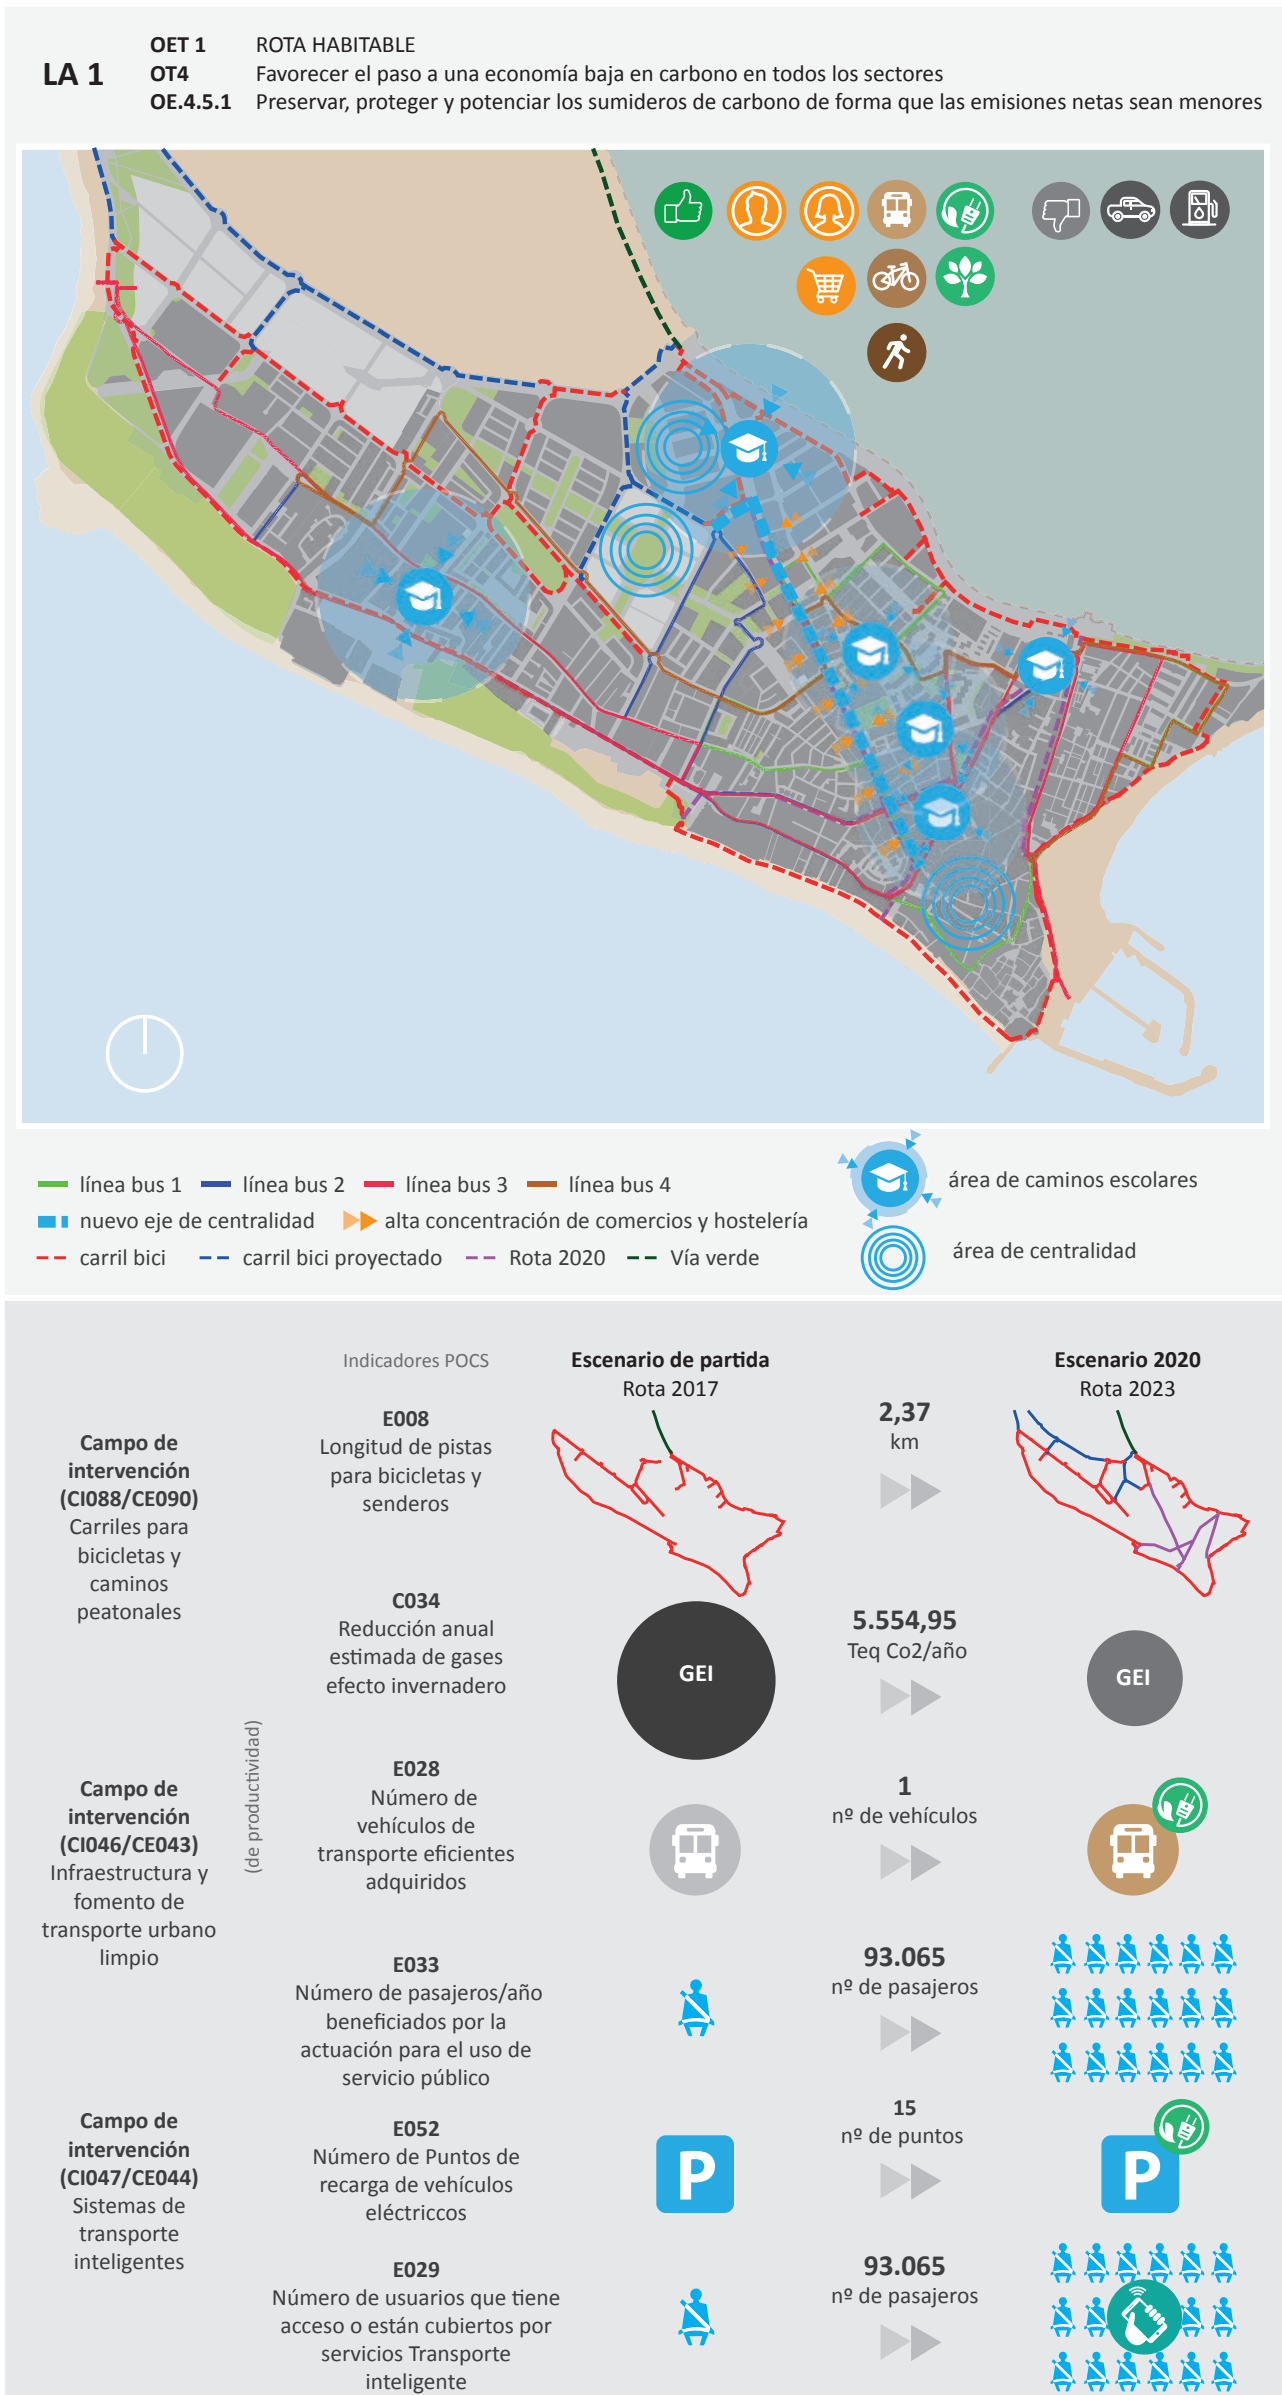 LA 1
OET 1 ROTA HABITABLE
OT4 Favorecer el paso a una economía baja en carbono en todos los sectores
OE.4.5.1 Preservar, proteger y potenciar los sumideros de carbono de forma que las emisiones netas sean menores
línea bus 1 línea bus 2 línea bus 3 línea bus 4
nuevo eje de centralidad alta concentración de comercios y hostelería
carril bici carril bici proyectado Rota 2020 Vía verde
área de caminos escolares
área de centralidad
Indicadores POCS
Escenario de partida
Rota 2017
Escenario 2020
Rota 2023
Campo de
intervención
(CI088/CE090)
Carriles para
bicicletas y
caminos
peatonales
E008
Longitud de pistas
para bicicletas y
senderos
2,37
km
C034
Reducción anual
estimada de gases
efecto invernadero
GEI
5.554,95
Teq Co2/año
GEI
(de productividad)
Campo de
intervención
(CI046/CE043)
Infraestructura y
fomento de
transporte urbano
limpio
E028
Número de
vehículos de
transporte eficientes
adquiridos
1
nº de vehículos
E033
Número de pasajeros/año
beneficiados por la
actuación para el uso de
servicio público
93.065
nº de pasajeros
Campo de
intervención
(CI047/CE044)
Sistemas de
transporte
inteligentes
E052
Número de Puntos de
recarga de vehículos
eléctriccos
P
15
nº de puntos
P
E029
Número de usuarios que tiene
acceso o están cubiertos por
servicios Transporte
inteligente
93.065
nº de pasajeros